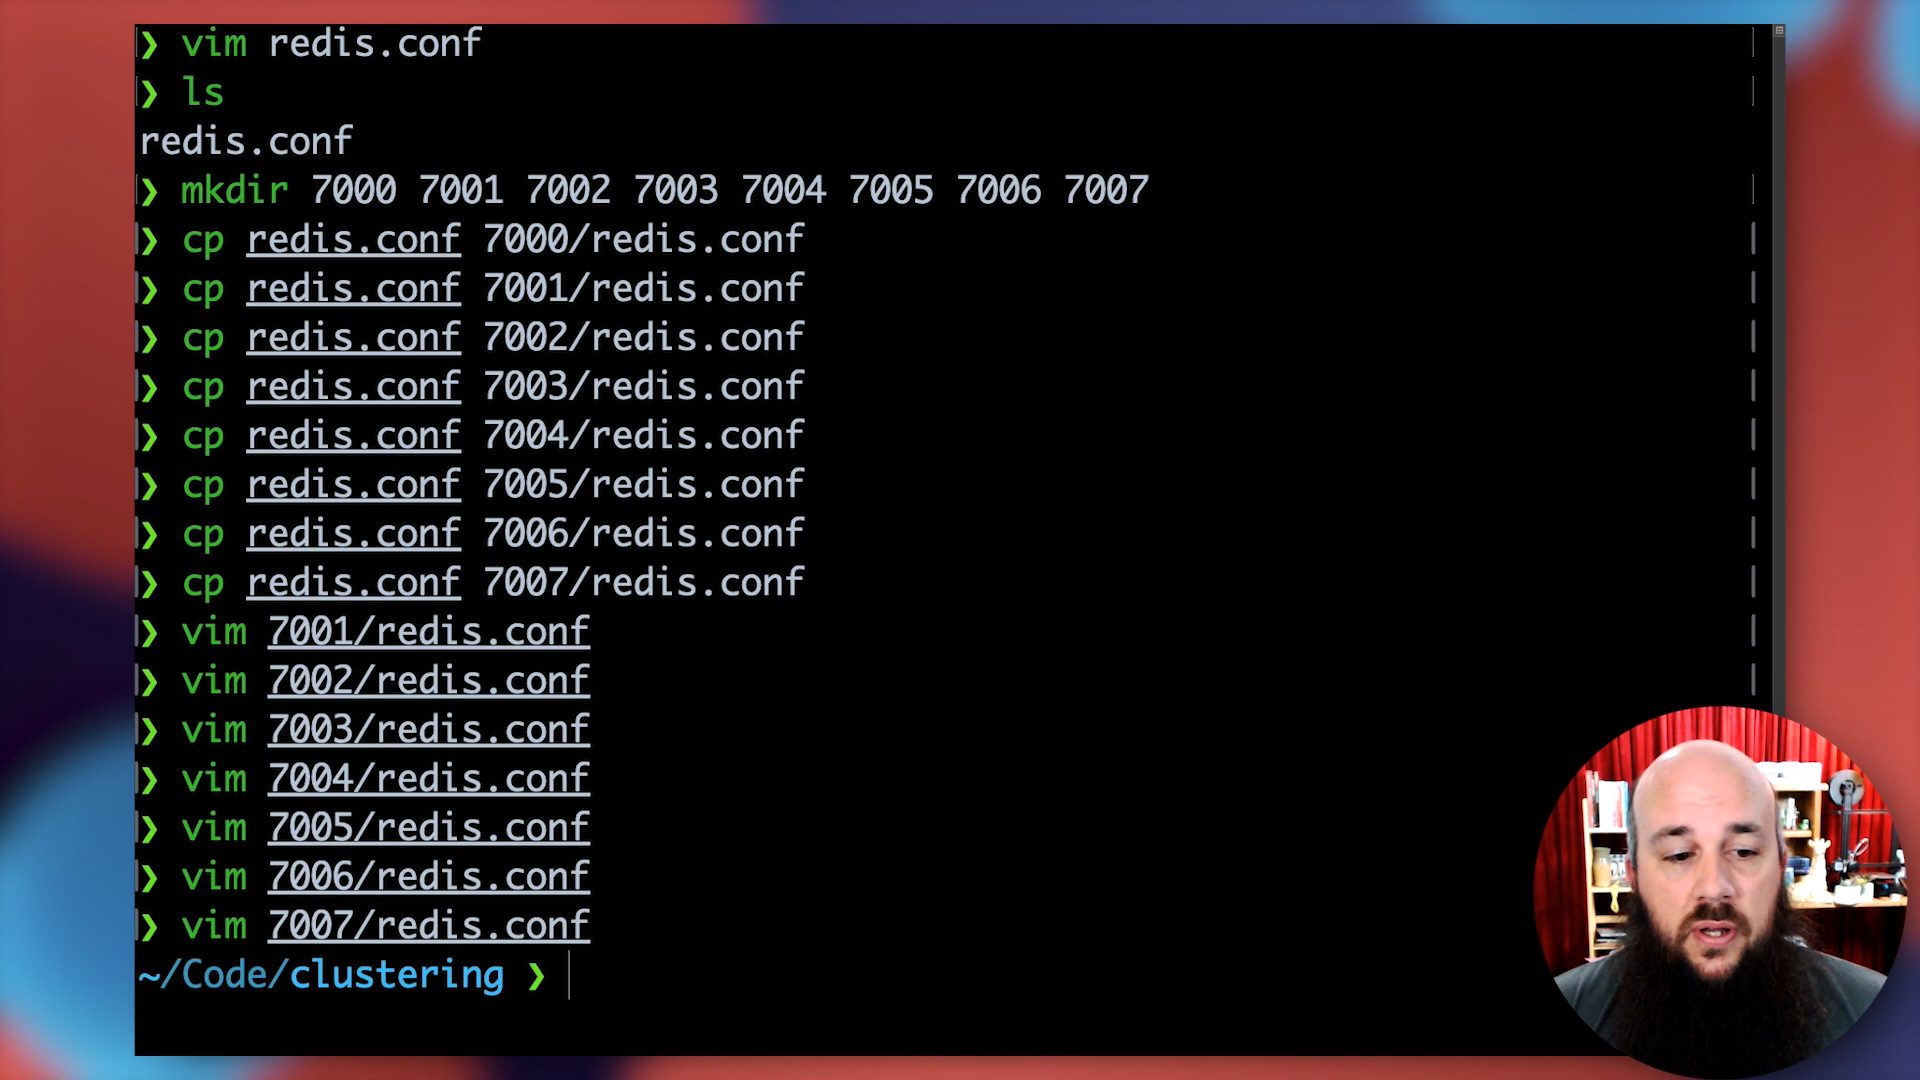 ❯ vim redis.conf
❯ ls
redis.conf
❯ mkdir 7000 7001 7002 7003 7004 7005 7006 7007
❯ cp redis.conf 7000/redis.conf
❯ cp redis.conf 7001/redis.conf
❯ cp redis.conf 7002/redis.conf
❯ cp redis.conf 7003/redis.conf
❯ cp redis.conf 7004/redis.conf
❯ cp redis.conf 7005/redis.conf
❯ cp redis.conf 7006/redis.conf
❯ cp redis.conf 7007/redis.conf
❯ vim 7001/redis.conf
❯ vim 7002/redis.conf
❯ vim 7003/redis.conf
❯ vim 7004/redis.conf
❯ vim 7005/redis.conf
❯ vim 7006/redis.conf
❯ vim 7007/redis.conf
~/Code/clustering ❯